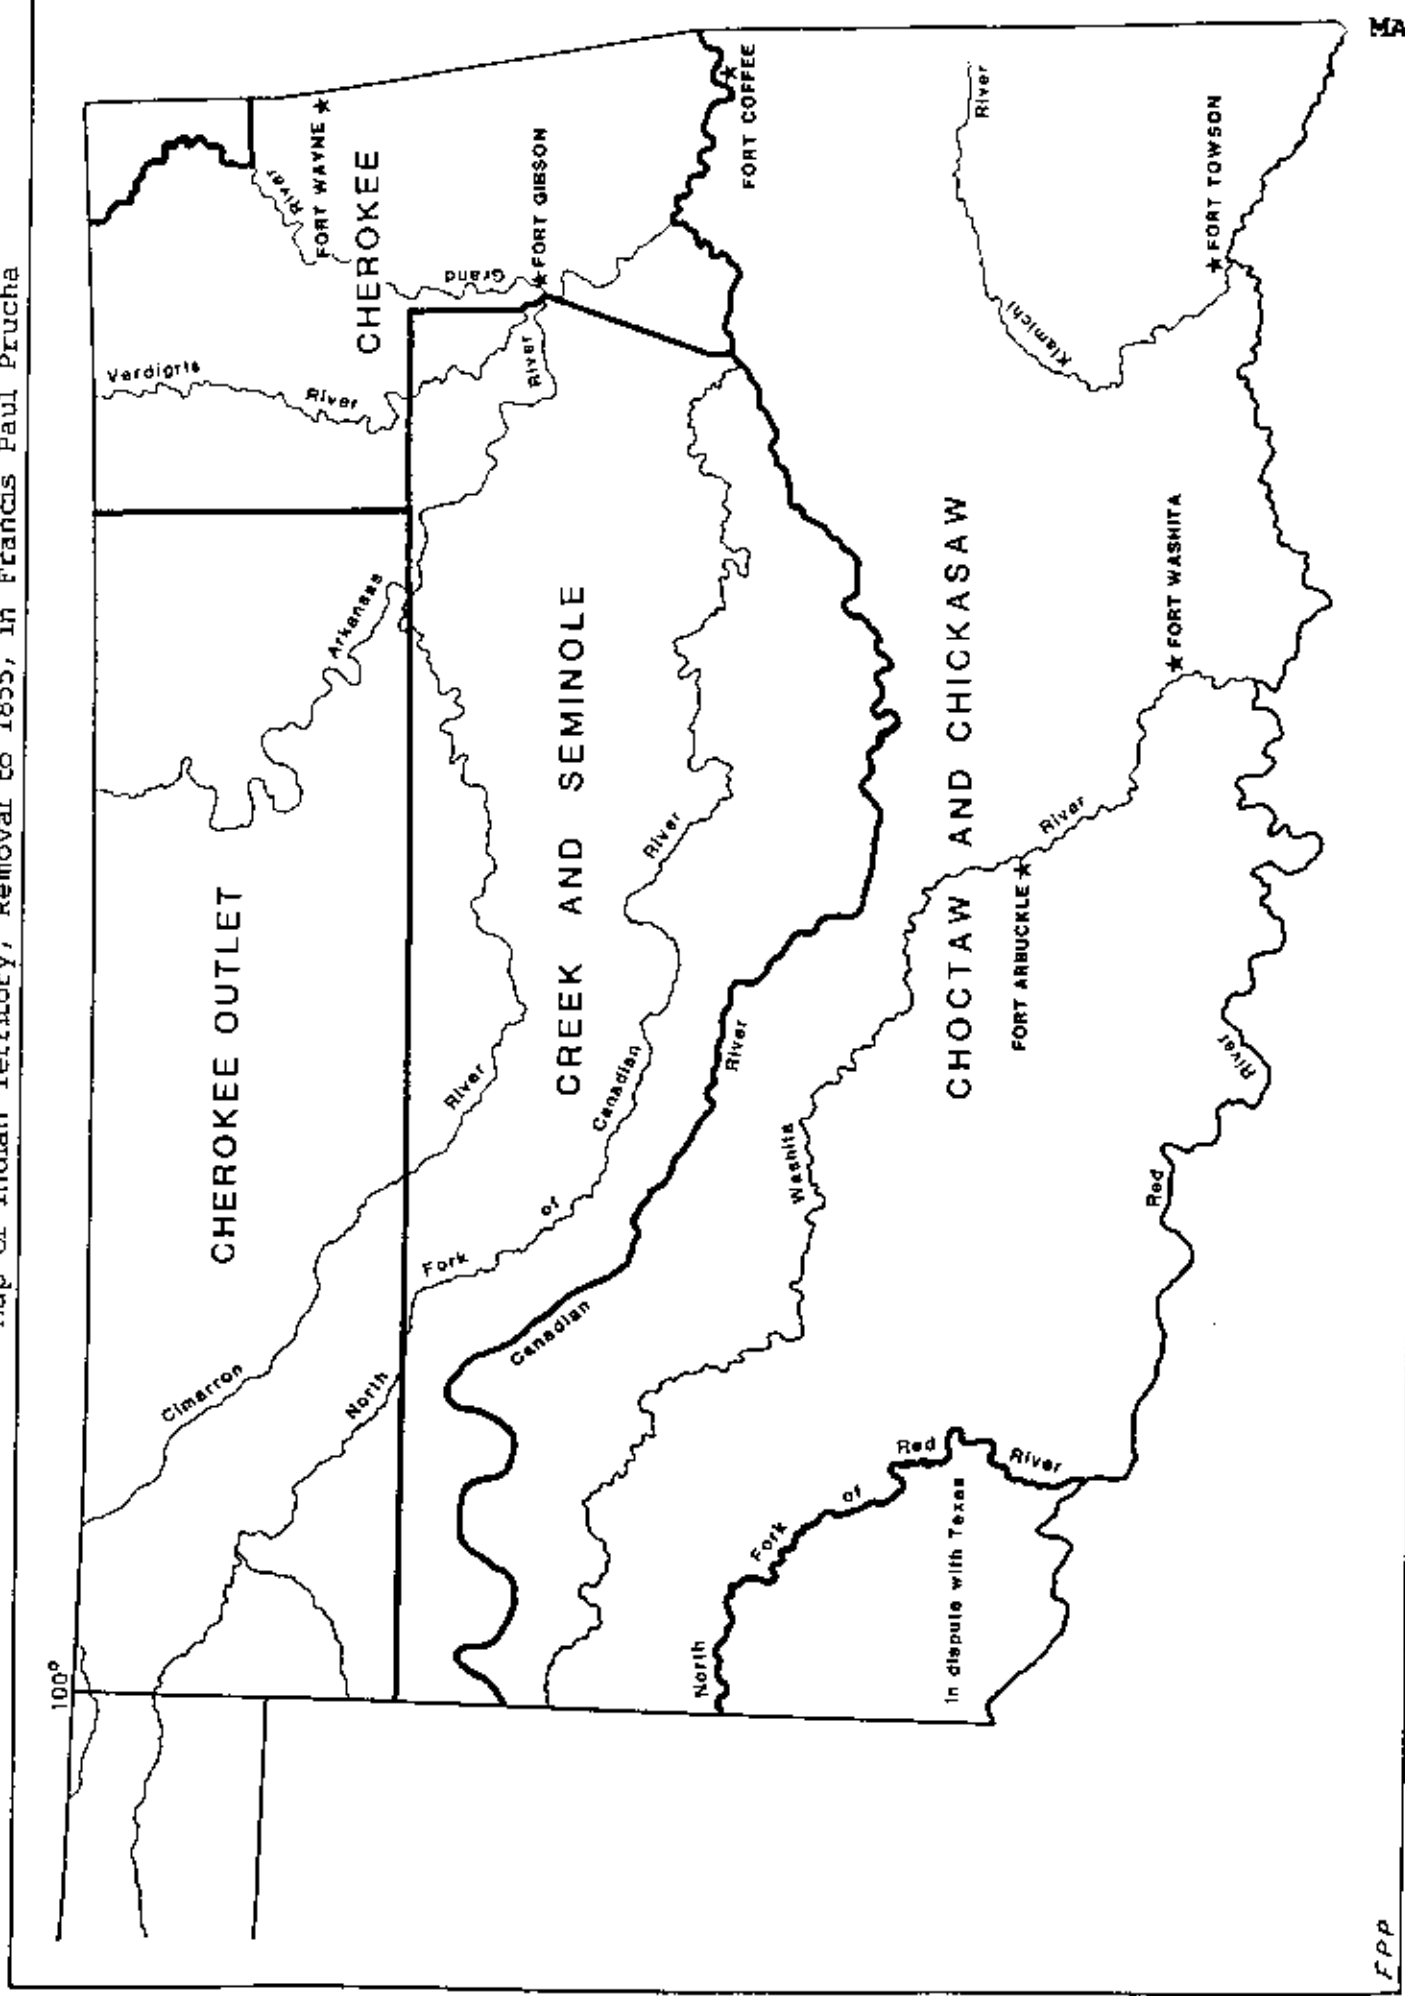 Map of Indian Territory, Removal to 1855, in Francis Paul Prucha
MA
100°
Cimarron
River
CHEROKEE OUTLET
Arkansas
River
Verdigris
River
River
FORT WAYNE
CHEROKEE
Grand
FORT GIBSON
North
Fork
of
Canadian
River
CREEK AND SEMINOLE
Canadian
River
FORT COFFEE
Washita
River
CHOCTAW AND CHICKASAW
FORT ARBUCKLE
FORT WASHITA
Kiamichi
River
FORT TOWSON
North
Fork
of
Red
River
In dispute with Texas
Red
River
FPP